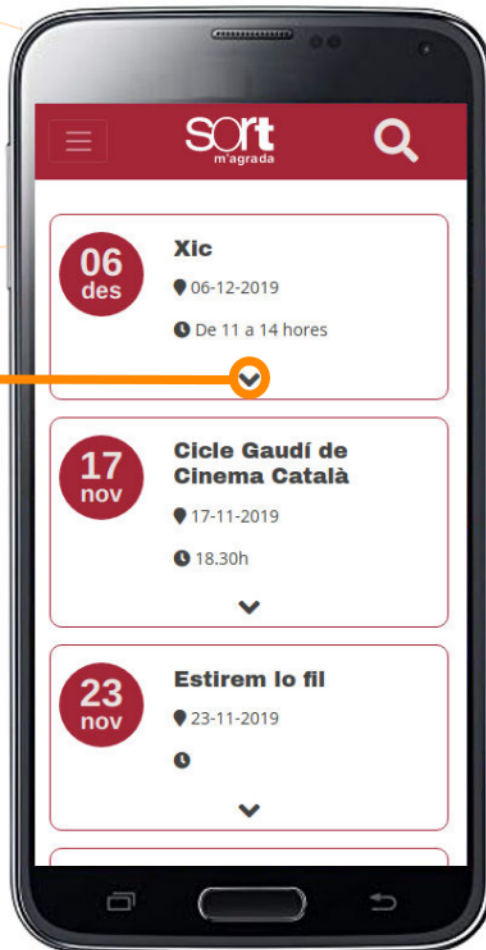 sort
m'agrada
06
des
Xic
06-12-2019
De 11 a 14 hores
17
nov
Cicle Gaudí de
Cinema Català
17-11-2019
18.30h
23
nov
Estirem lo fil
23-11-2019